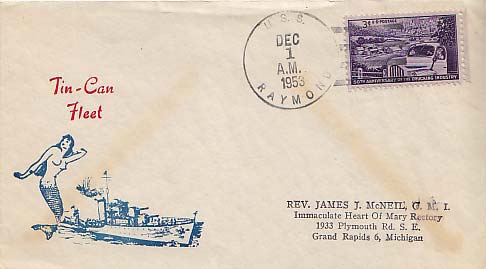 Tin-Can
Fleet
U.S.S.
DEC
1
A.M.
1953
RAYMOND
3¢ U.S. POSTAGE
50TH ANNIVERSARY OF THE TRUCKING INDUSTRY
REV. JAMES J. McNEIL, G. M. I.
Immaculate Heart Of Mary Rectory
1933 Plymouth Rd. S. E.
Grand Rapids 6, Michigan